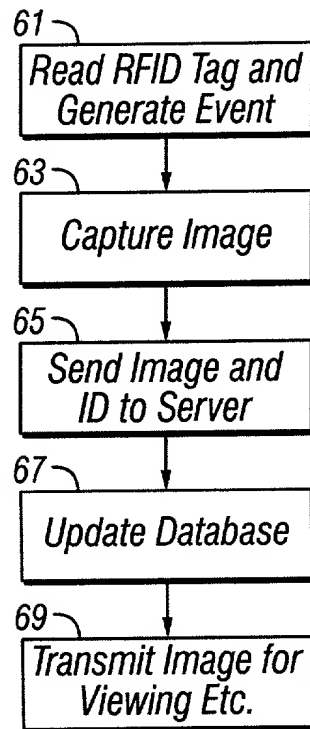 61
Read RFID Tag and
Generate Event
63
Capture Image
65
Send Image and
ID to Server
67
Update Database
69
Transmit Image for
Viewing Etc.